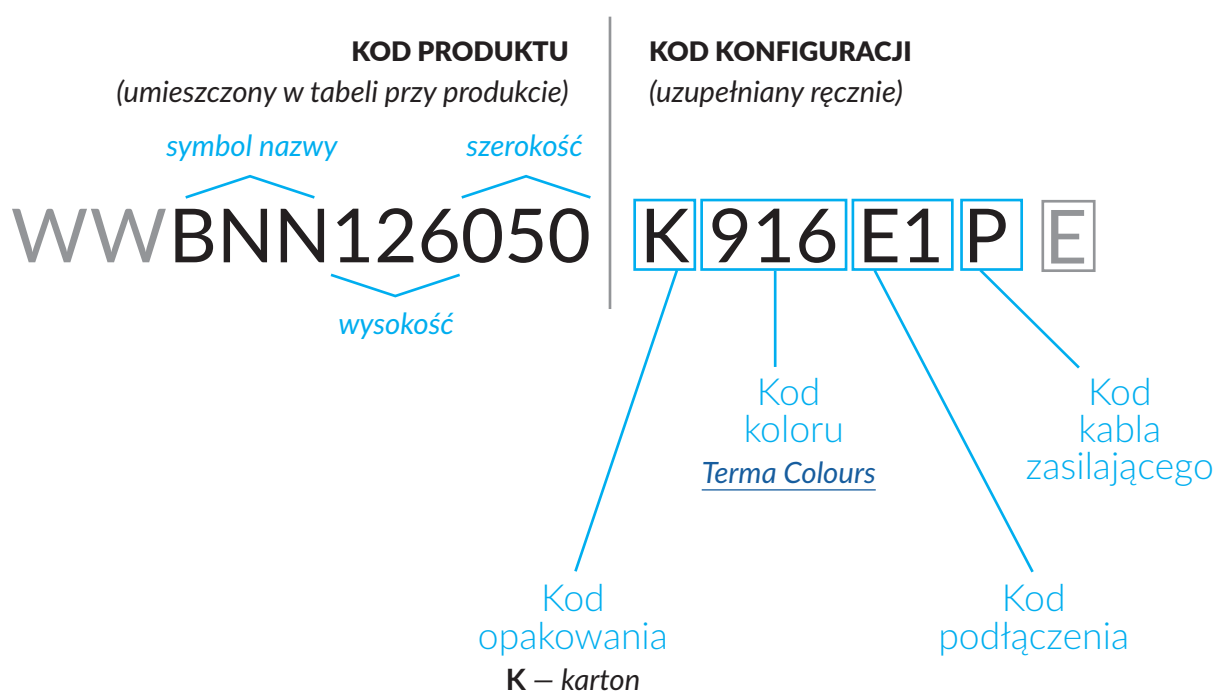 KOD PRODUKTU
(umieszczony w tabeli przy produkcie)
KOD KONFIGURACJI
(uzupełniany ręcznie)
symbol nazwy
szerokość
WWBNN126050 K 916 E1 P E
wysokość
Kod
koloru
Terma Colours
Kod
kabla
zasilającego
Kod
opakowania
K – karton
Kod
podłączenia